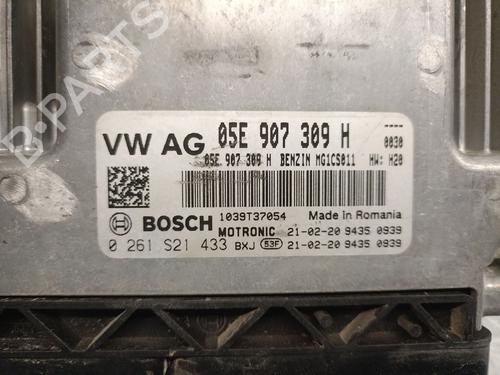 B-PARTS
VW AG 05E 907 309 H 0030
05E 907 309 H BENZIN MG1CS011 HW: H20
BOSCH 1039T37054 Made in Romania
MOTRONIC 21-02-20 9435 0939
0 261 S21 433 BXJ 53F 21-02-20 9435 0939